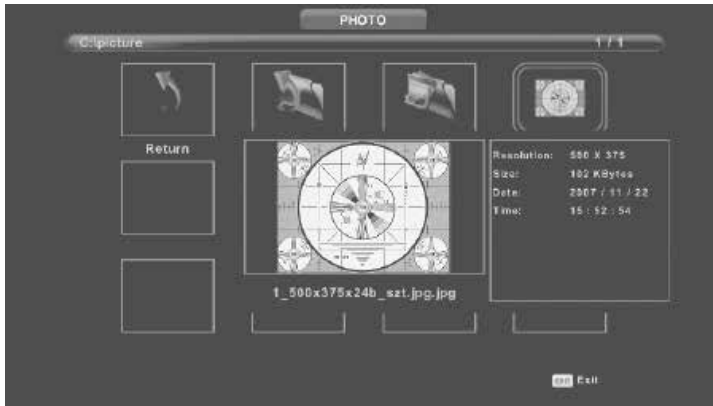 PHOTO
C:\picture 1 / 1
Return
Resolution: 500 X 375
Size: 102 KBytes
Date: 2007 / 11 / 22
Time: 15 : 52 : 54
1_500x375x24b_szt.jpg.jpg
Exit